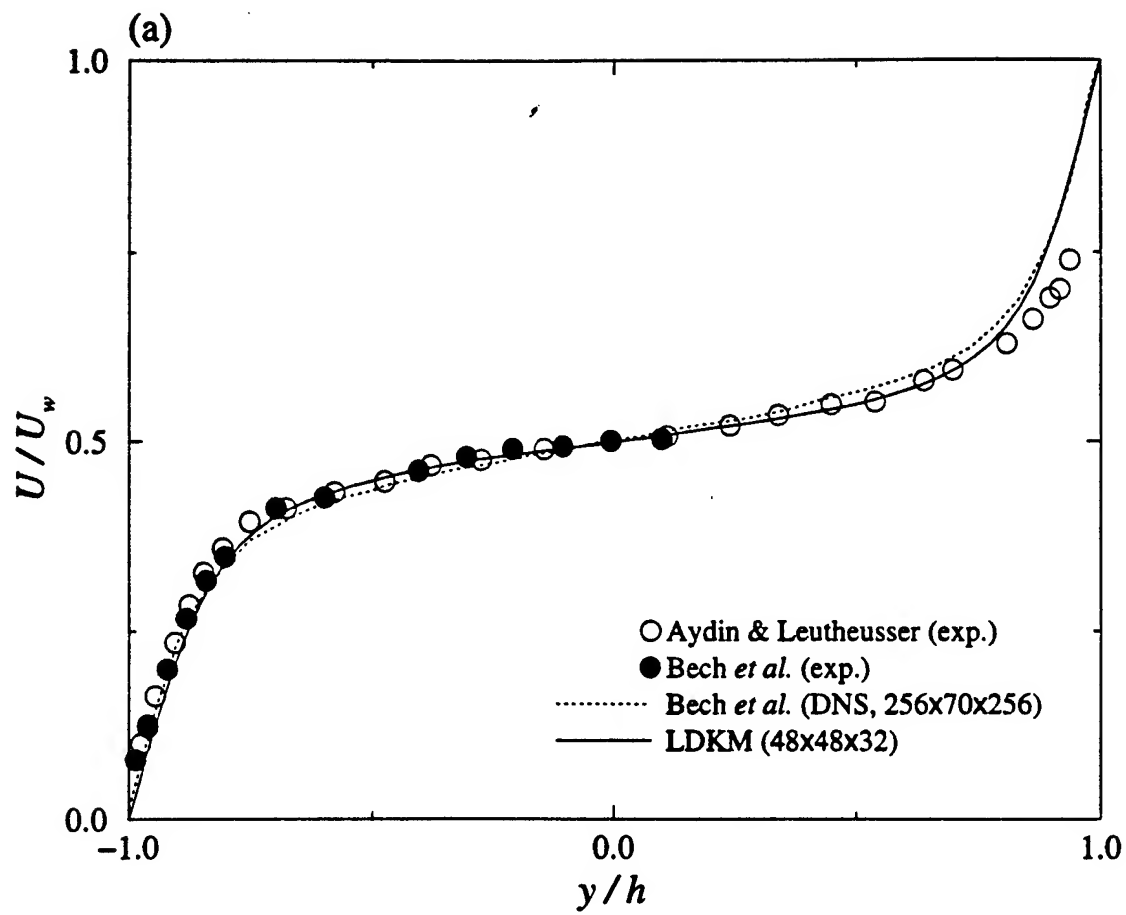 (a)
1.0
0.5
0.0
U / U_w
Aydin & Leutheusser (exp.)
Bech et al. (exp.)
Bech et al. (DNS, 256x70x256)
LDKM (48x48x32)
−1.0
0.0
1.0
y / h